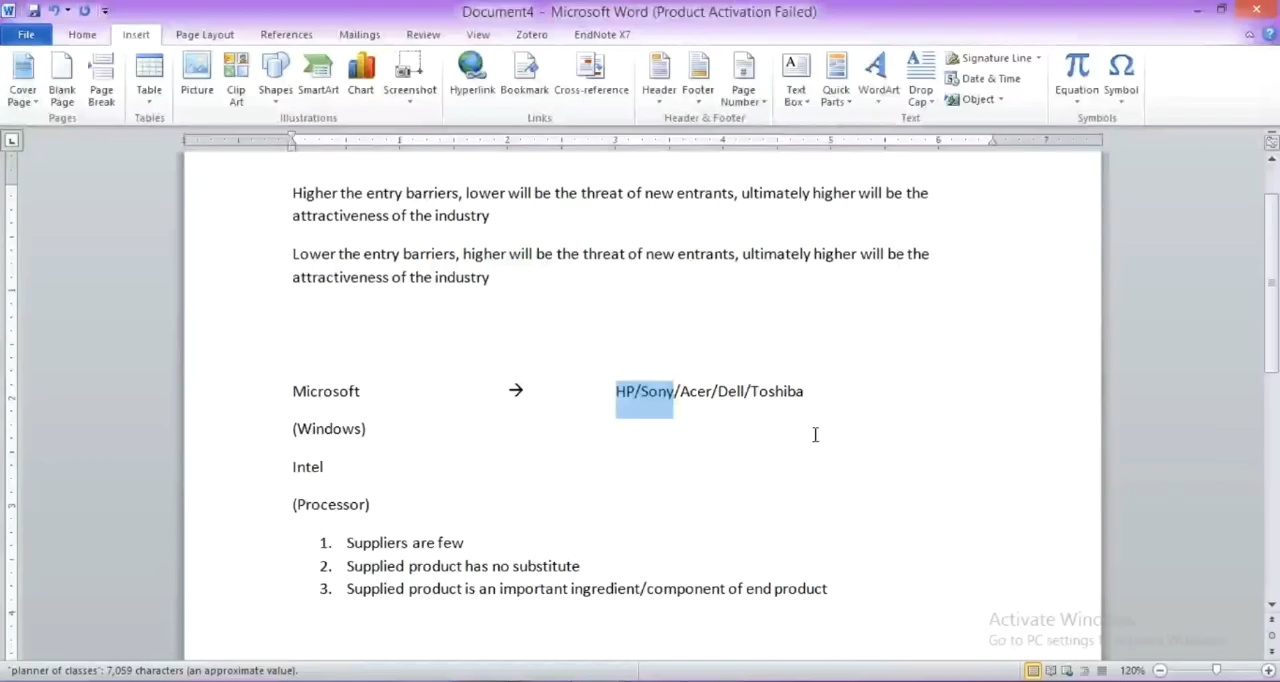 Document4 - Microsoft Word (Product Activation Failed)
File Home Insert Page Layout References Mailings Review View Zotero EndNote X7
Cover Page Blank Page Page Break Table Picture Clip Art Shapes SmartArt Chart Screenshot Hyperlink Bookmark Cross-reference Header Footer Page Number Text Box Quick Parts WordArt Drop Cap Signature Line Date & Time Object Equation Symbol
Pages Tables Illustrations Links Header & Footer Text Symbols
1 2 3 4 5 6 7
Higher the entry barriers, lower will be the threat of new entrants, ultimately higher will be the
attractiveness of the industry
Lower the entry barriers, higher will be the threat of new entrants, ultimately higher will be the
attractiveness of the industry
Microsoft → HP/Sony/Acer/Dell/Toshiba
(Windows)
Intel
(Processor)
1. Suppliers are few
2. Supplied product has no substitute
3. Supplied product is an important ingredient/component of end product
Activate Windows
Go to PC settings
"planner of classes": 7,059 characters (an approximate value). 120%